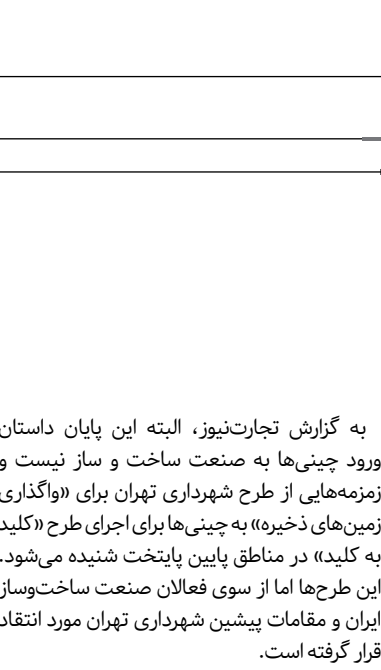 به گزارش تجارت‌نیوز، البته این پایان داستان
ورود چینی‌ها به صنعت ساخت و ساز نیست و
زمزمه‌هایی از طرح شهرداری تهران برای «واگذاری
زمین‌های ذخیره» به چینی‌ها برای اجرای طرح «کلید
به کلید» در مناطق پایین پایتخت شنیده می‌شود.
این طرح‌ها اما از سوی فعالان صنعت ساخت‌وساز
ایران و مقامات پیشین شهرداری تهران مورد انتقاد
قرار گرفته است.